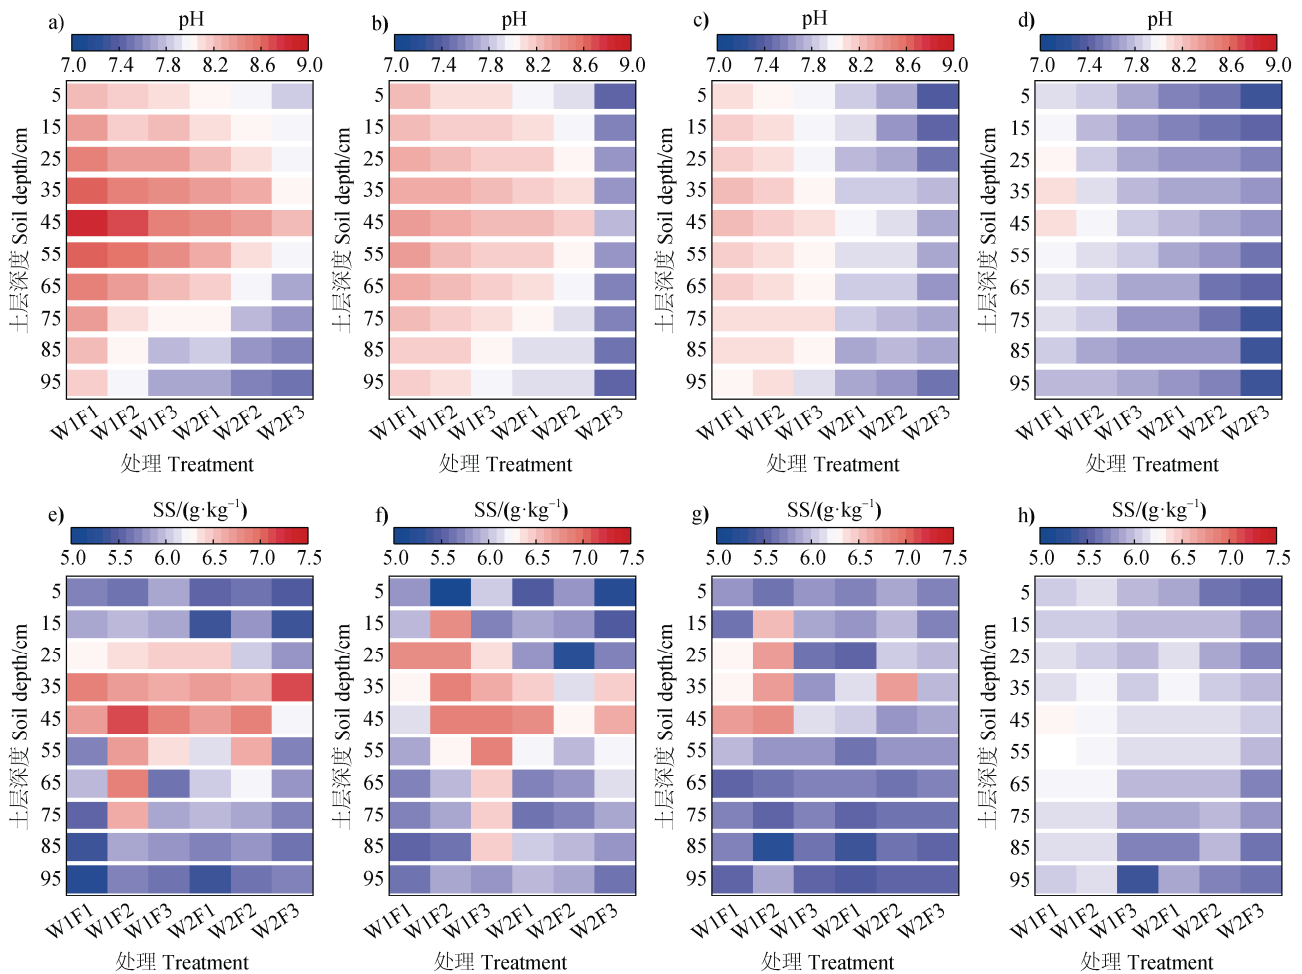 a) pH
7.0 7.4 7.8 8.2 8.6 9.0
b) pH
7.0 7.4 7.8 8.2 8.6 9.0
c) pH
7.0 7.4 7.8 8.2 8.6 9.0
d) pH
7.0 7.4 7.8 8.2 8.6 9.0
土层深度 Soil depth/cm
5
15
25
35
45
55
65
75
85
95
W1F1 W1F2 W1F3 W2F1 W2F2 W2F3
处理 Treatment
土层深度 Soil depth/cm
5
15
25
35
45
55
65
75
85
95
W1F1 W1F2 W1F3 W2F1 W2F2 W2F3
处理 Treatment
土层深度 Soil depth/cm
5
15
25
35
45
55
65
75
85
95
W1F1 W1F2 W1F3 W2F1 W2F2 W2F3
处理 Treatment
土层深度 Soil depth/cm
5
15
25
35
45
55
65
75
85
95
W1F1 W1F2 W1F3 W2F1 W2F2 W2F3
处理 Treatment
e) SS/(g·kg⁻¹)
5.0 5.5 6.0 6.5 7.0 7.5
f) SS/(g·kg⁻¹)
5.0 5.5 6.0 6.5 7.0 7.5
g) SS/(g·kg⁻¹)
5.0 5.5 6.0 6.5 7.0 7.5
h) SS/(g·kg⁻¹)
5.0 5.5 6.0 6.5 7.0 7.5
土层深度 Soil depth/cm
5
15
25
35
45
55
65
75
85
95
W1F1 W1F2 W1F3 W2F1 W2F2 W2F3
处理 Treatment
土层深度 Soil depth/cm
5
15
25
35
45
55
65
75
85
95
W1F1 W1F2 W1F3 W2F1 W2F2 W2F3
处理 Treatment
土层深度 Soil depth/cm
5
15
25
35
45
55
65
75
85
95
W1F1 W1F2 W1F3 W2F1 W2F2 W2F3
处理 Treatment
土层深度 Soil depth/cm
5
15
25
35
45
55
65
75
85
95
W1F1 W1F2 W1F3 W2F1 W2F2 W2F3
处理 Treatment